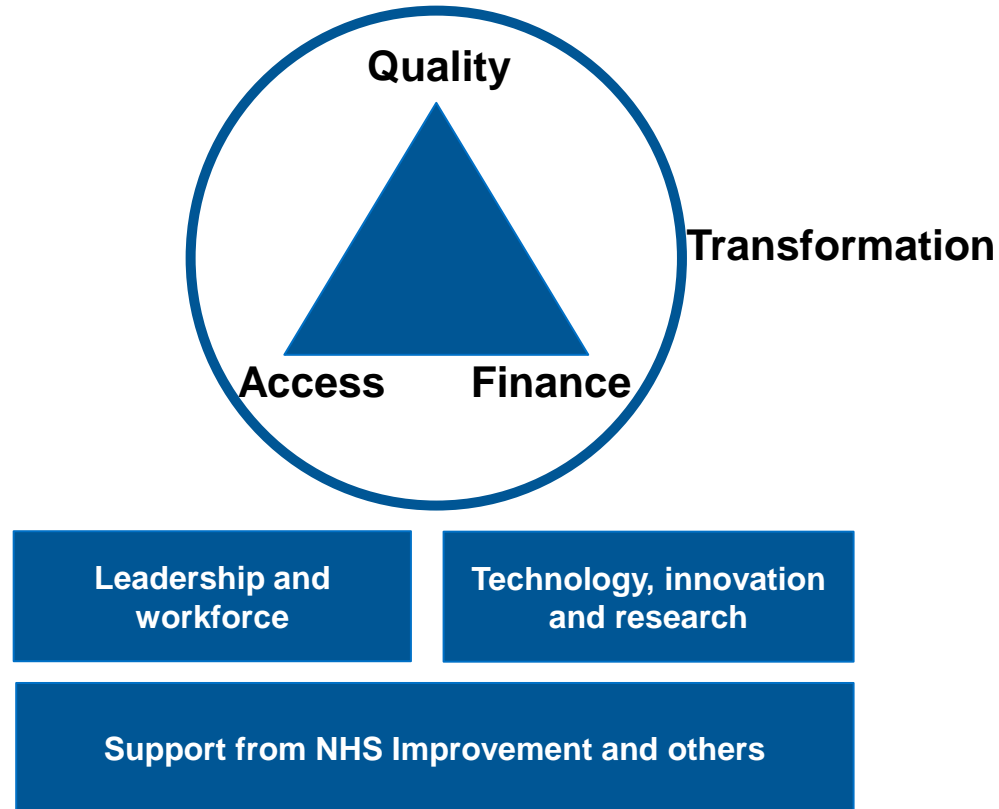 Quality
Transformation
Access
Finance
Leadership and
workforce
Technology, innovation
and research
Support from NHS Improvement and others